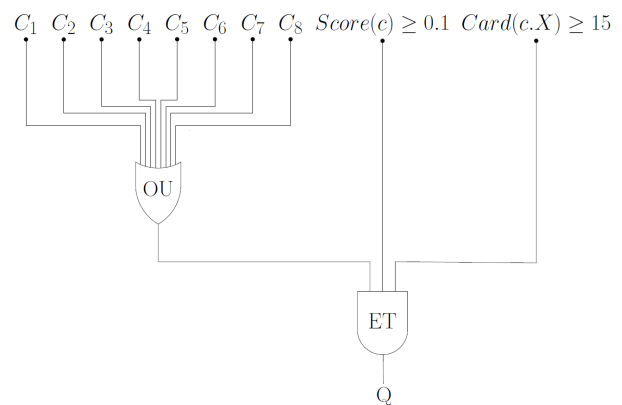 C₁ C₂ C₃ C₄ C₅ C₆ C₇ C₈ Score(c) ≥ 0.1 Card(c.X) ≥ 15
OU
ET
Q